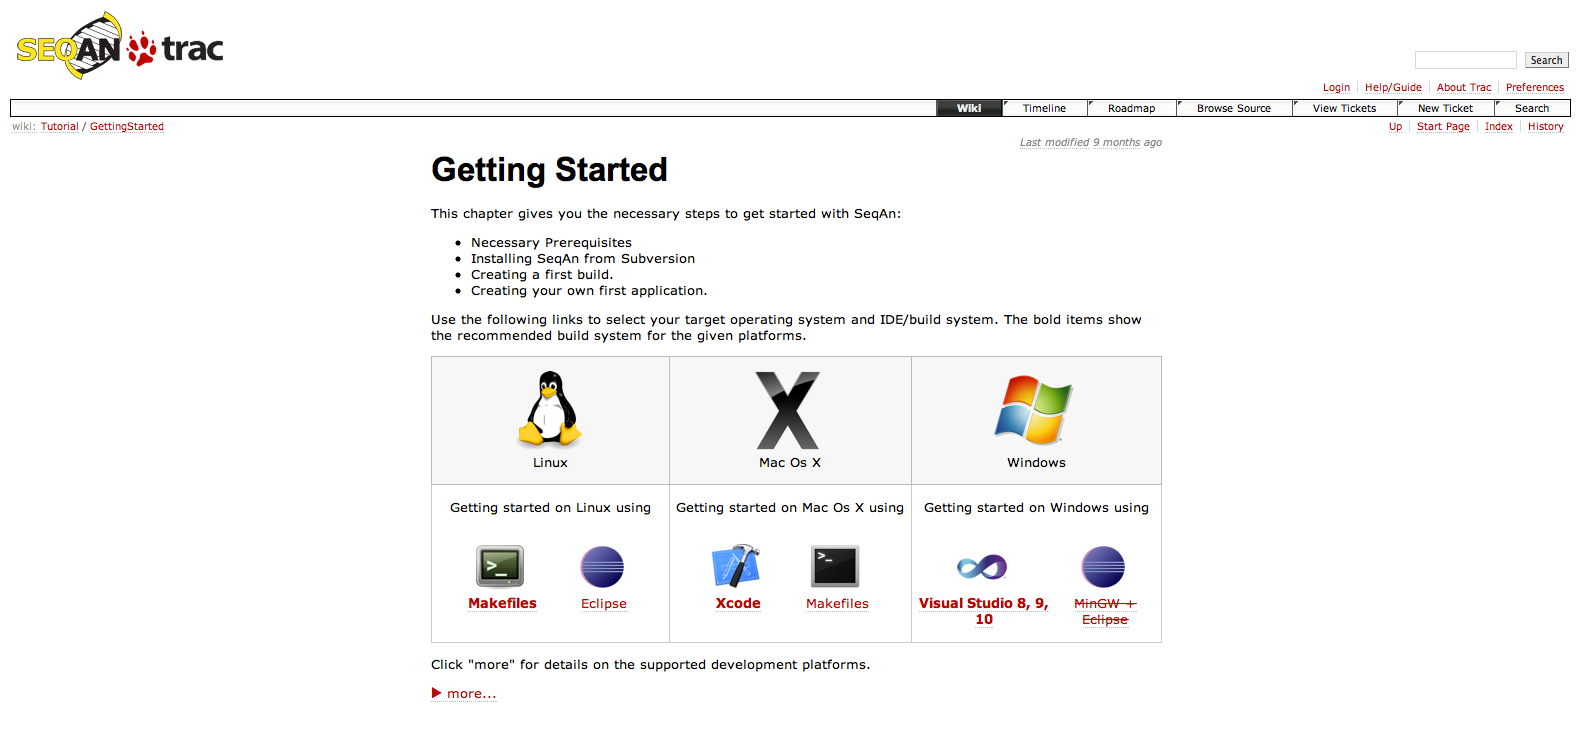 SEQAN trac
Search
Login Help/Guide About Trac Preferences
Wiki Timeline Roadmap Browse Source View Tickets New Ticket Search
wiki: Tutorial / GettingStarted
Up Start Page Index History
Last modified 9 months ago
Getting Started
This chapter gives you the necessary steps to get started with SeqAn:
• Necessary Prerequisites
• Installing SeqAn from Subversion
• Creating a first build.
• Creating your own first application.
Use the following links to select your target operating system and IDE/build system. The bold items show
the recommended build system for the given platforms.
Linux
Mac Os X
Windows
Getting started on Linux using
>_
Makefiles
Eclipse
Getting started on Mac Os X using
>_
Xcode
Makefiles
Getting started on Windows using
Visual Studio 8, 9,
10
MinGW +
Eclipse
Click "more" for details on the supported development platforms.
more...